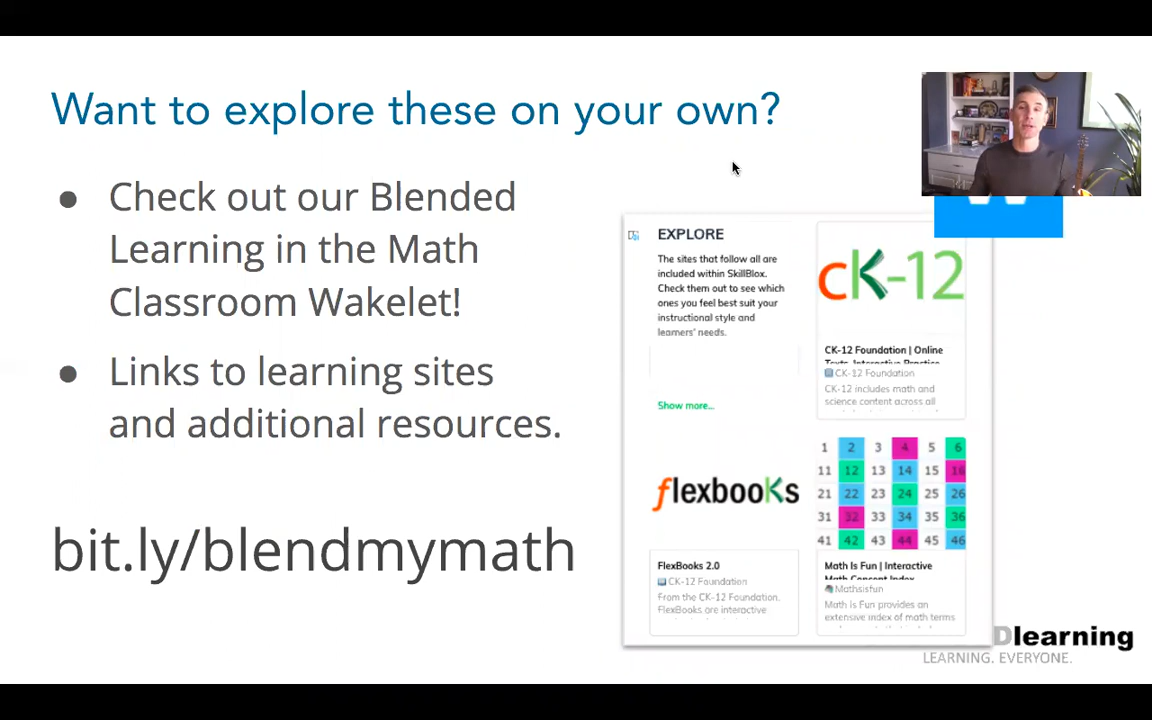 Want to explore these on your own?
● Check out our Blended
Learning in the Math
Classroom Wakelet!
● Links to learning sites
and additional resources.
bit.ly/blendmymath
EXPLORE
The sites that follow all are
included within SkillBlox.
Check them out to see which
ones you feel best suit your
instructional style and
learners' needs.
Show more...
cK-12
CK-12 Foundation | Online
Texts, Interactive Practice
CK-12 Foundation
CK-12 includes math and
science content across all
flexbooks
FlexBooks 2.0
CK-12 Foundation
From the CK-12 Foundation.
FlexBooks are interactive
1 2 3 4 5 6
11 12 13 14 15 16
21 22 23 24 25 26
31 32 33 34 35 36
41 42 43 44 45 46
Math Is Fun | Interactive
Math Concept Index
Mathsisfun
Math is Fun provides an
extensive index of math terms
Dlearning
LEARNING. EVERYONE.